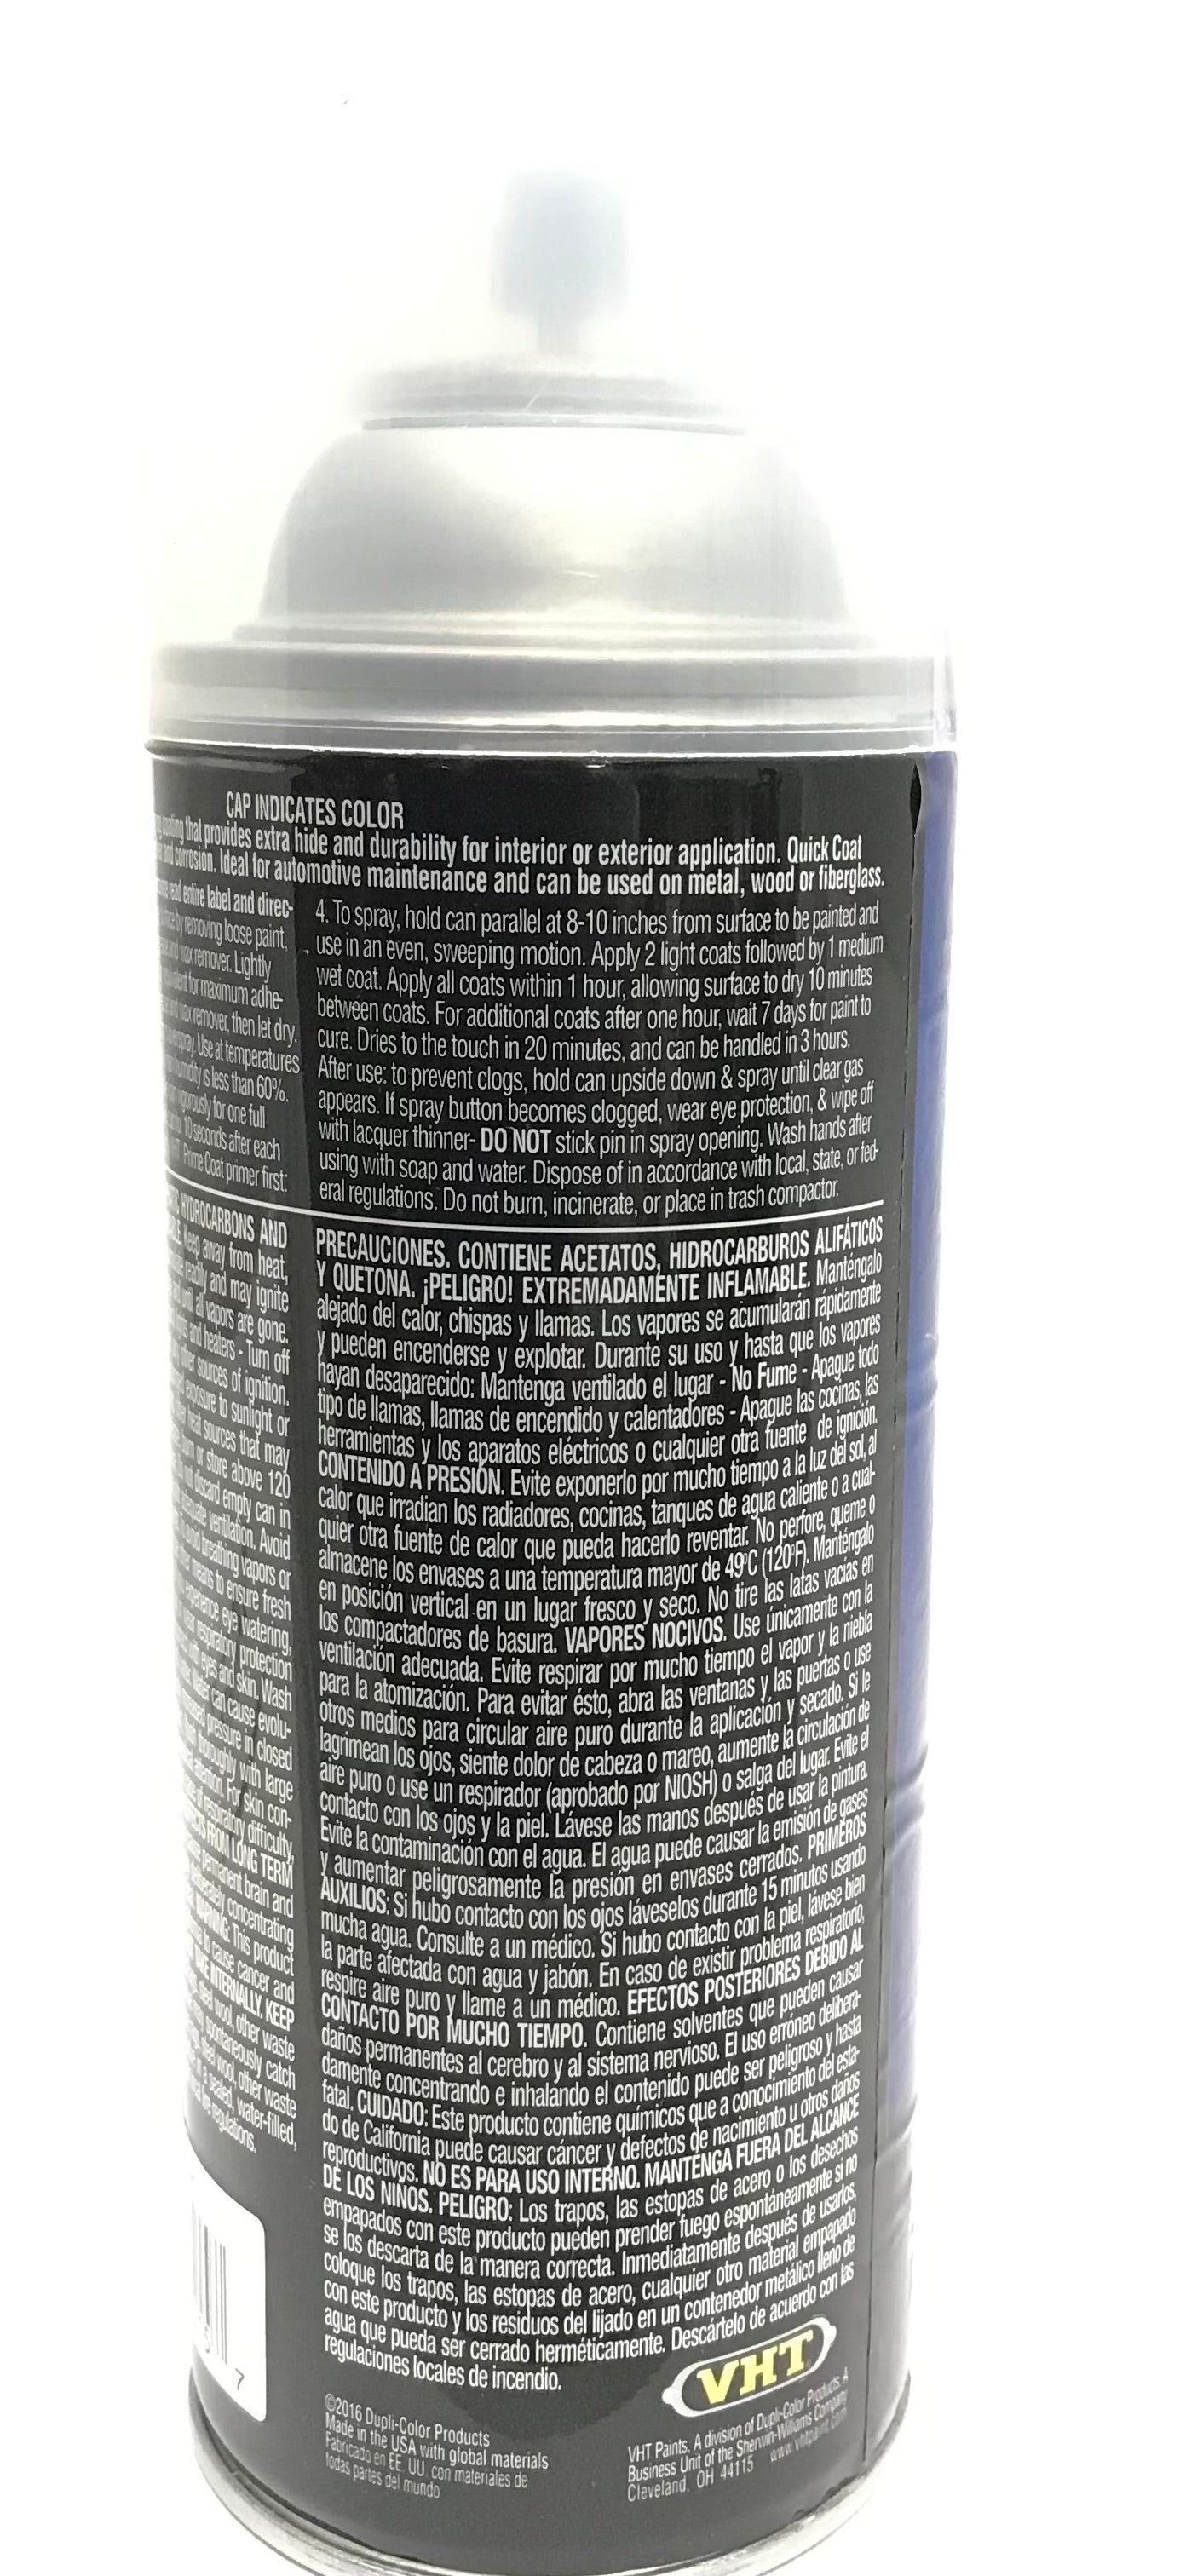 CAP INDICATES COLOR
coating that provides extra hide and durability for interior or exterior application. Quick Coat
and corrosion. Ideal for automotive maintenance and can be used on metal, wood or fiberglass.
read entire label and direc-
by removing loose paint,
and wax remover. Lightly
for maximum adhe-
and wax remover, then let dry.
Use at temperatures
humidity is less than 60%.
vigorously for one full
10 seconds after each
Prime Coat primer first:
4. To spray, hold can parallel at 8-10 inches from surface to be painted and
use in an even, sweeping motion. Apply 2 light coats followed by 1 medium
wet coat. Apply all coats within 1 hour, allowing surface to dry 10 minutes
between coats. For additional coats after one hour, wait 7 days for paint to
cure. Dries to the touch in 20 minutes, and can be handled in 3 hours.
After use: to prevent clogs, hold can upside down & spray until clear gas
appears. If spray button becomes clogged, wear eye protection, & wipe off
with lacquer thinner- DO NOT stick pin in spray opening. Wash hands after
using with soap and water. Dispose of in accordance with local, state, or fed-
eral regulations. Do not burn, incinerate, or place in trash compactor.
HYDROCARBONS AND
Keep away from heat,
readily and may ignite
all vapors are gone.
and heaters - Turn off
other sources of ignition.
exposure to sunlight or
heat sources that may
burn or store above 120
not discard empty can in
adequate ventilation. Avoid
avoid breathing vapors or
means to ensure fresh
experience eye watering,
wear respiratory protection
with eyes and skin. Wash
water can cause evolu-
pressure in closed
thoroughly with large
For skin con-
respiratory difficulty,
FROM LONG TERM
permanent brain and
deliberately concentrating
WARNING: This product
to cause cancer and
INTERNALLY. KEEP
steel wool, other waste
spontaneously catch
steel wool, other waste
in a sealed, water-filled,
regulations.
PRECAUCIONES. CONTIENE ACETATOS, HIDROCARBUROS ALIFÁTICOS
Y QUETONA. ¡PELIGRO! EXTREMADAMENTE INFLAMABLE. Manténgalo
alejado del calor, chispas y llamas. Los vapores se acumularán rápidamente
y pueden encenderse y explotar. Durante su uso y hasta que los vapores
hayan desaparecido: Mantenga ventilado el lugar - No Fume - Apague todo
tipo de llamas, llamas de encendido y calentadores - Apague las cocinas, las
herramientas y los aparatos eléctricos o cualquier otra fuente de ignición.
CONTENIDO A PRESIÓN. Evite exponerlo por mucho tiempo a la luz del sol, al
calor que irradian los radiadores, cocinas, tanques de agua caliente o a cual-
quier otra fuente de calor que pueda hacerlo reventar. No perfore, queme o
almacene los envases a una temperatura mayor de 49°C (120°F). Manténgalo
en posición vertical en un lugar fresco y seco. No tire las latas vacías en
los compactadores de basura. VAPORES NOCIVOS. Use únicamente con la
ventilación adecuada. Evite respirar por mucho tiempo el vapor y la niebla
para la atomización. Para evitar ésto, abra las ventanas y las puertas o use
otros medios para circular aire puro durante la aplicación y secado. Si le
lagrimean los ojos, siente dolor de cabeza o mareo, aumente la circulación de
aire puro o use un respirador (aprobado por NIOSH) o salga del lugar. Evite el
contacto con los ojos y la piel. Lávese las manos después de usar la pintura.
Evite la contaminación con el agua. El agua puede causar la emisión de gases
y aumentar peligrosamente la presión en envases cerrados. PRIMEROS
AUXILIOS: Si hubo contacto con los ojos láveselos durante 15 minutos usando
mucha agua. Consulte a un médico. Si hubo contacto con la piel, lávese bien
la parte afectada con agua y jabón. En caso de existir problema respiratorio,
respire aire puro y llame a un médico. EFECTOS POSTERIORES DEBIDO AL
CONTACTO POR MUCHO TIEMPO. Contiene solventes que pueden causar
daños permanentes al cerebro y al sistema nervioso. El uso erróneo delibera-
damente concentrando e inhalando el contenido puede ser peligroso y hasta
fatal. CUIDADO: Este producto contiene químicos que a conocimiento del esta-
do de California puede causar cáncer y defectos de nacimiento u otros daños
reproductivos. NO ES PARA USO INTERNO. MANTENGA FUERA DEL ALCANCE
DE LOS NIÑOS. PELIGRO: Los trapos, las estopas de acero o los desechos
empapados con este producto pueden prender fuego espontáneamente si no
se los descarta de la manera correcta. Inmediatamente después de usarlos,
coloque los trapos, las estopas de acero, cualquier otro material empapado
con este producto y los residuos del lijado en un contenedor metálico lleno de
agua que pueda ser cerrado herméticamente. Descártelo de acuerdo con las
regulaciones locales de incendio.
VHT
7
©2016 Dupli-Color Products
Made in the USA with global materials
Fabricado en EE. UU. con materiales de
todas partes del mundo
VHT Paints. A division of Dupli-Color Products. A
Business Unit of the Sherwin-Williams Company
Cleveland, OH 44115 www.vhtpaint.com